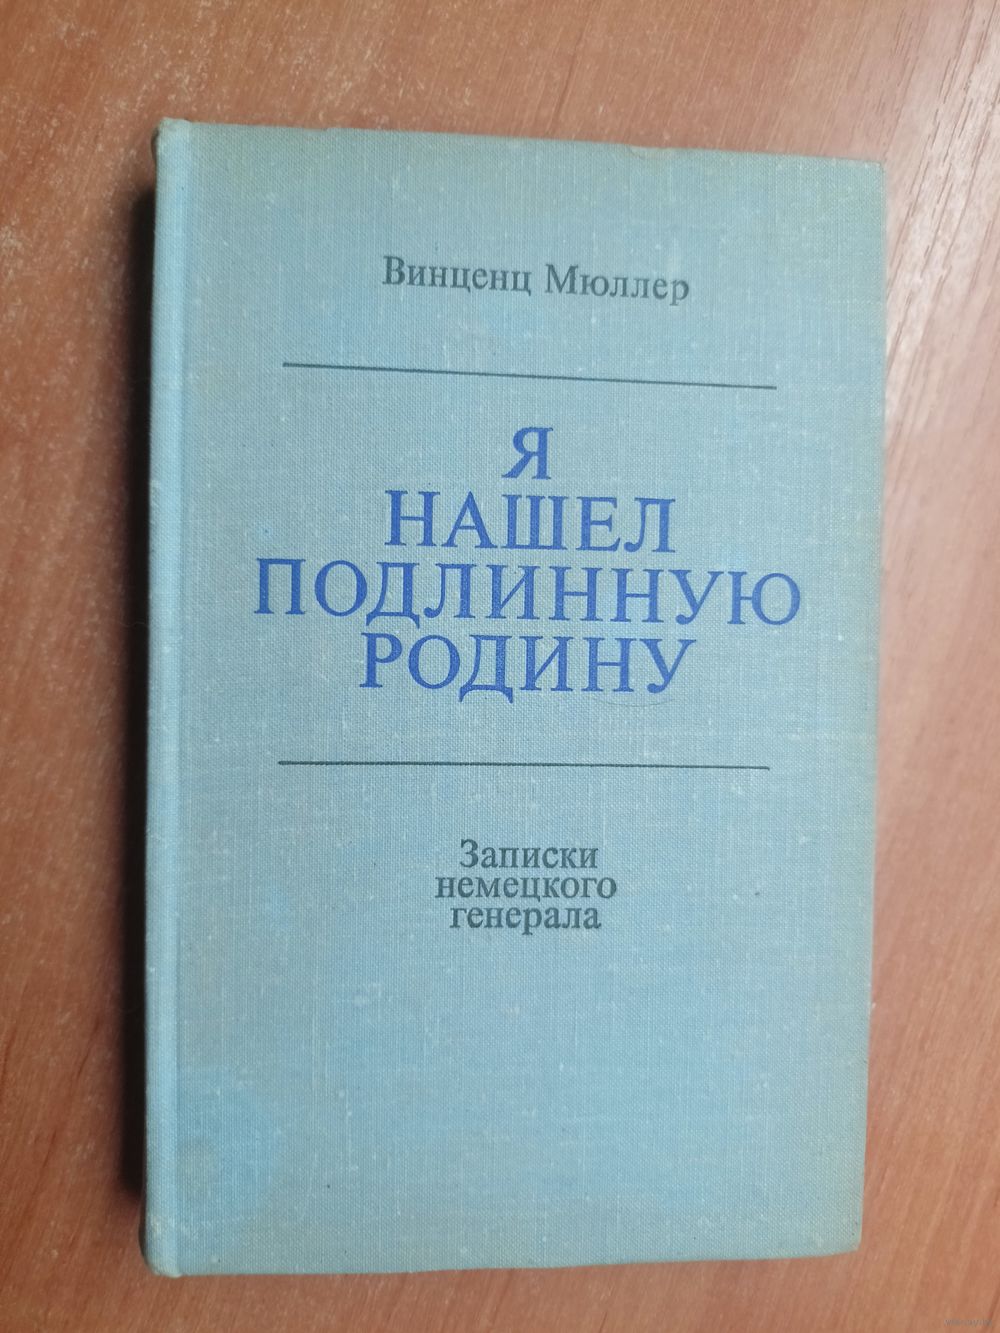 Винценц Мюллер
Я
НАШЕЛ
ПОДЛИННУЮ
РОДИНУ
Записки
немецкого
генерала